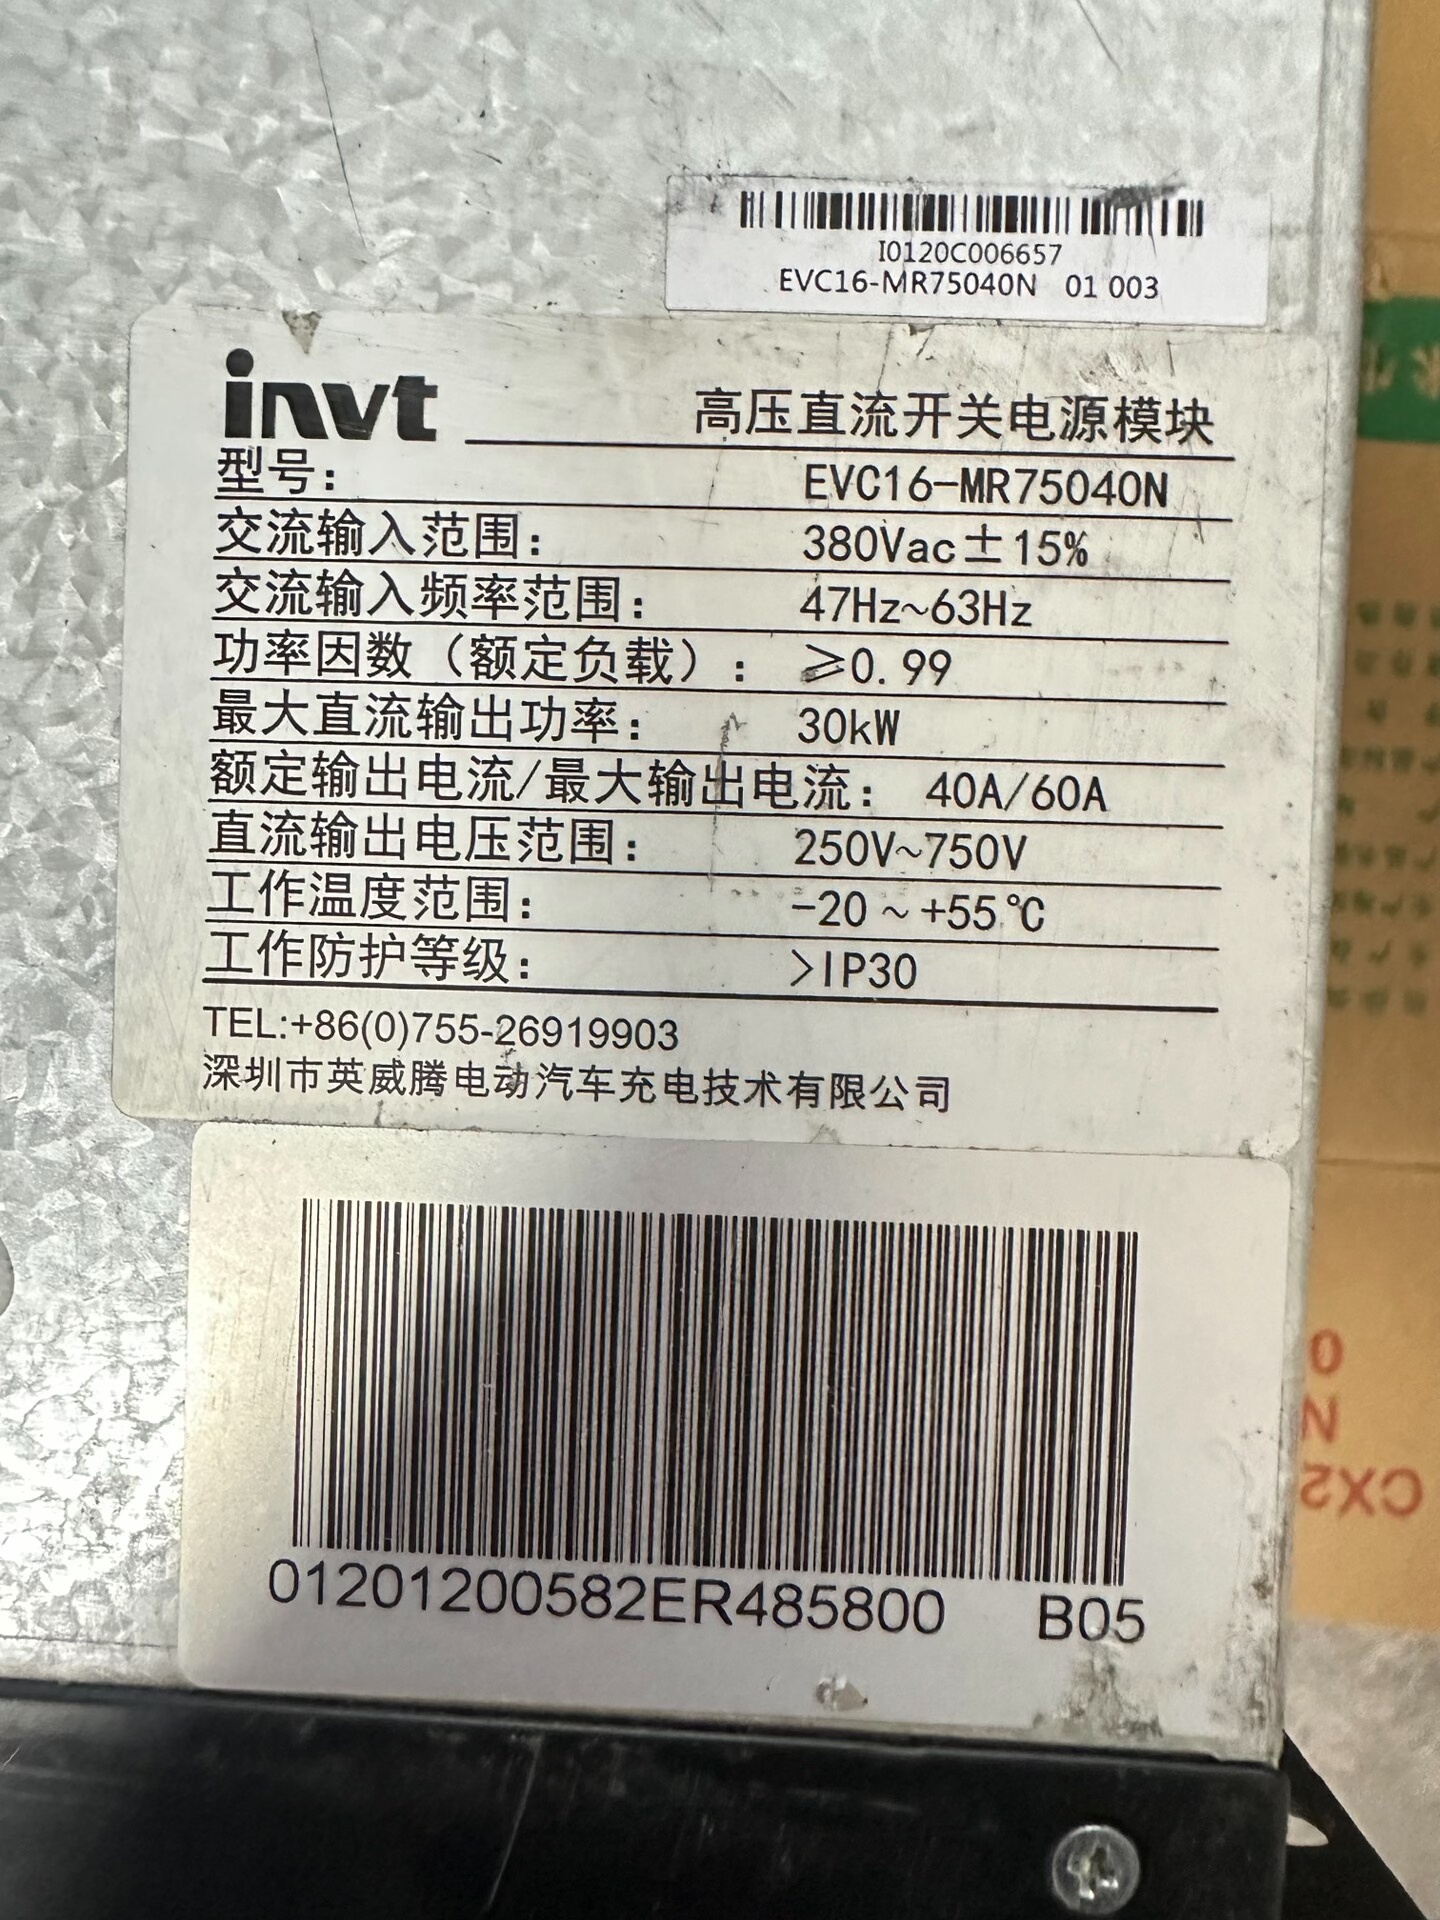 I0120C006657
EVC16-MR75040N 01 003
invt 高压直流开关电源模块
型号: EVC16-MR75040N
交流输入范围: 380Vac±15%
交流输入频率范围: 47Hz~63Hz
功率因数（额定负载）: ≥0.99
最大直流输出功率: 30kW
额定输出电流/最大输出电流: 40A/60A
直流输出电压范围: 250V~750V
工作温度范围: -20 ~ +55℃
工作防护等级: >IP30
TEL:+86(0)755-26919903
深圳市英威腾电动汽车充电技术有限公司
01201200582ER485800 B05
0
N
CX2